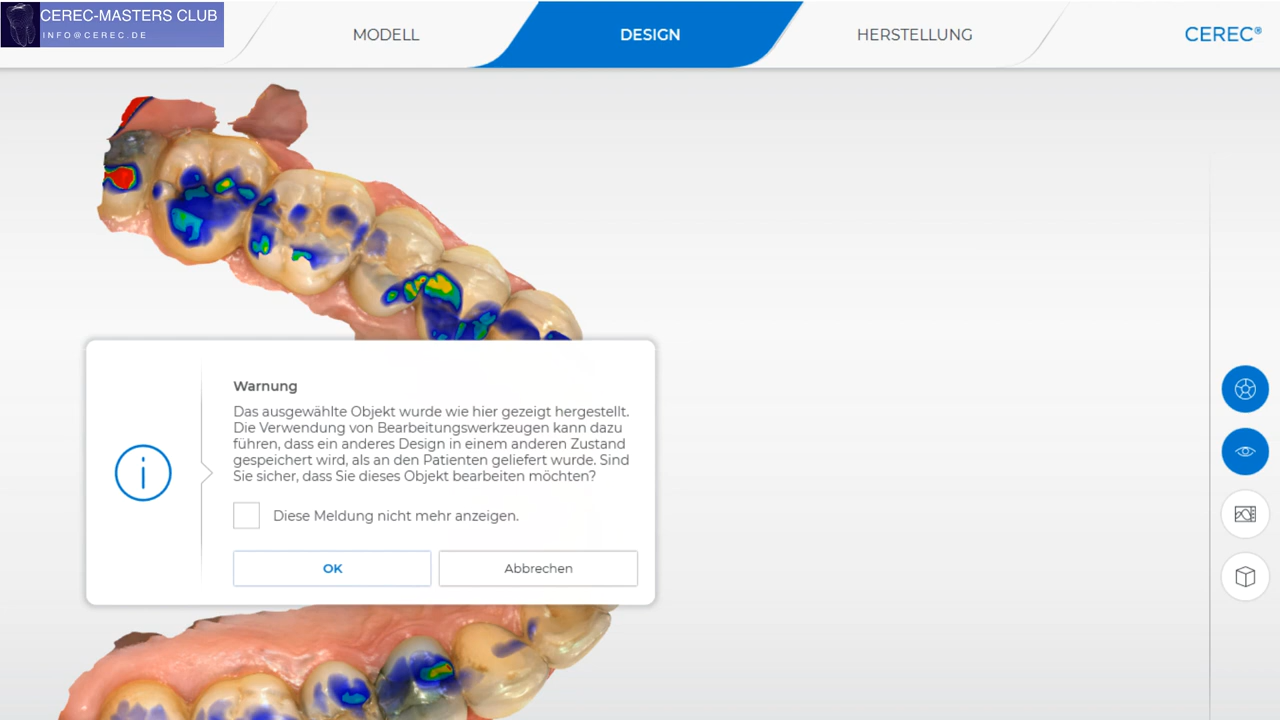 CEREC-MASTERS CLUB
INFO@CEREC.DE
MODELL
DESIGN
HERSTELLUNG
CEREC®
Warnung
Das ausgewählte Objekt wurde wie hier gezeigt hergestellt.
Die Verwendung von Bearbeitungswerkzeugen kann dazu
führen, dass ein anderes Design in einem anderen Zustand
gespeichert wird, als an den Patienten geliefert wurde. Sind
Sie sicher, dass Sie dieses Objekt bearbeiten möchten?
Diese Meldung nicht mehr anzeigen.
OK
Abbrechen